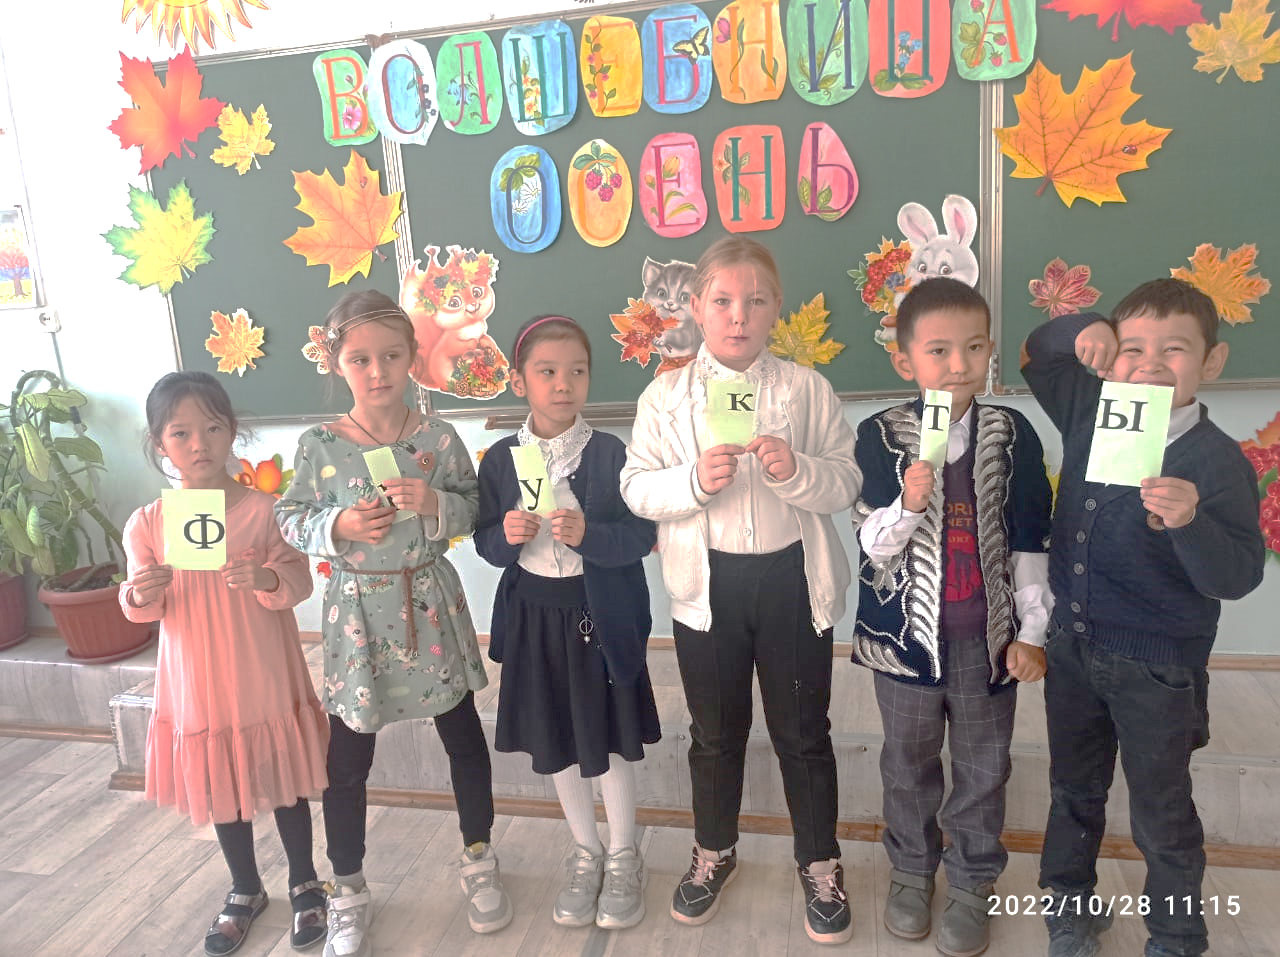 ВОЛШЕБНИЦА
ОСЕНЬ
Ф
У
К
Т
Ы
2022/10/28 11:15